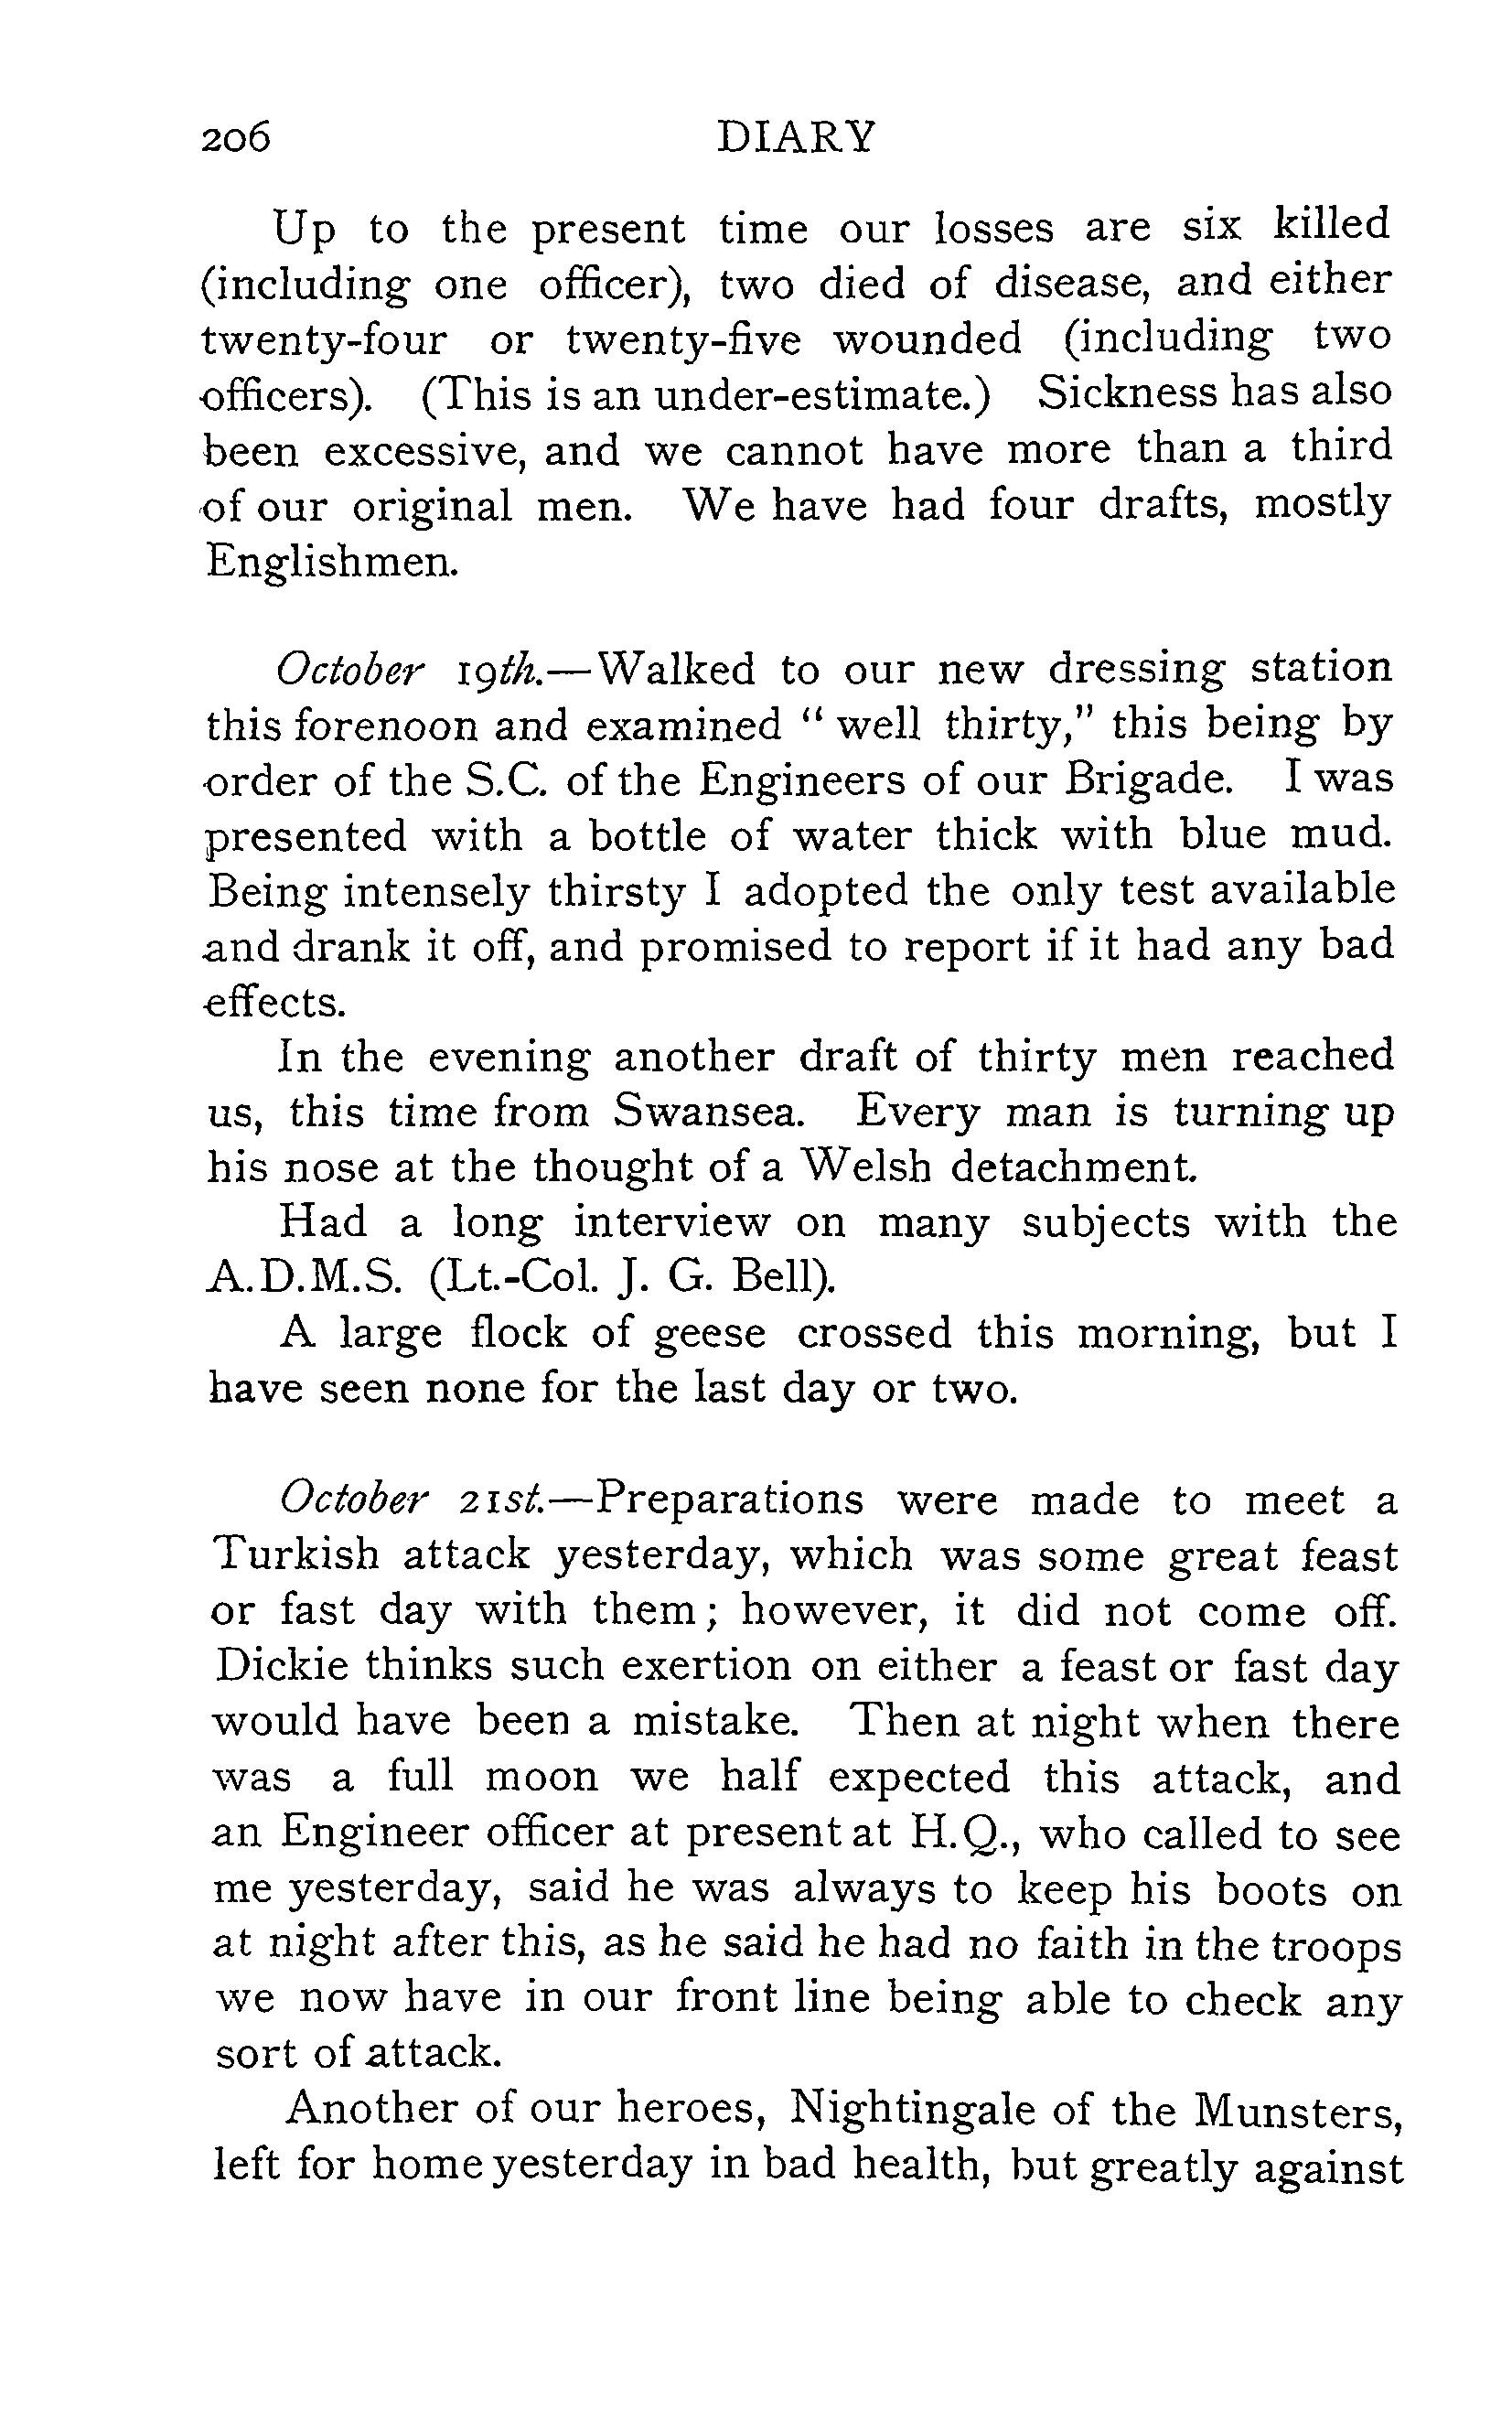 206 DIARY
Up to the present time our losses are six killed
(including one officer), two died of disease, and either
twenty-four or twenty-five wounded (including two
officers). (This is an under-estimate.) Sickness has also
been excessive, and we cannot have more than a third
of our original men. We have had four drafts, mostly
Englishmen.
October 19th.—Walked to our new dressing station
this forenoon and examined “ well thirty,” this being by
order of the S.C. of the Engineers of our Brigade. I was
presented with a bottle of water thick with blue mud.
Being intensely thirsty I adopted the only test available
and drank it off, and promised to report if it had any bad
effects.
In the evening another draft of thirty men reached
us, this time from Swansea. Every man is turning up
his nose at the thought of a Welsh detachment.
Had a long interview on many subjects with the
A.D.M.S. (Lt.-Col. J. G. Bell).
A large flock of geese crossed this morning, but I
have seen none for the last day or two.
October 21st.—Preparations were made to meet a
Turkish attack yesterday, which was some great feast
or fast day with them; however, it did not come off.
Dickie thinks such exertion on either a feast or fast day
would have been a mistake. Then at night when there
was a full moon we half expected this attack, and
an Engineer officer at present at H.Q., who called to see
me yesterday, said he was always to keep his boots on
at night after this, as he said he had no faith in the troops
we now have in our front line being able to check any
sort of attack.
Another of our heroes, Nightingale of the Munsters,
left for home yesterday in bad health, but greatly against